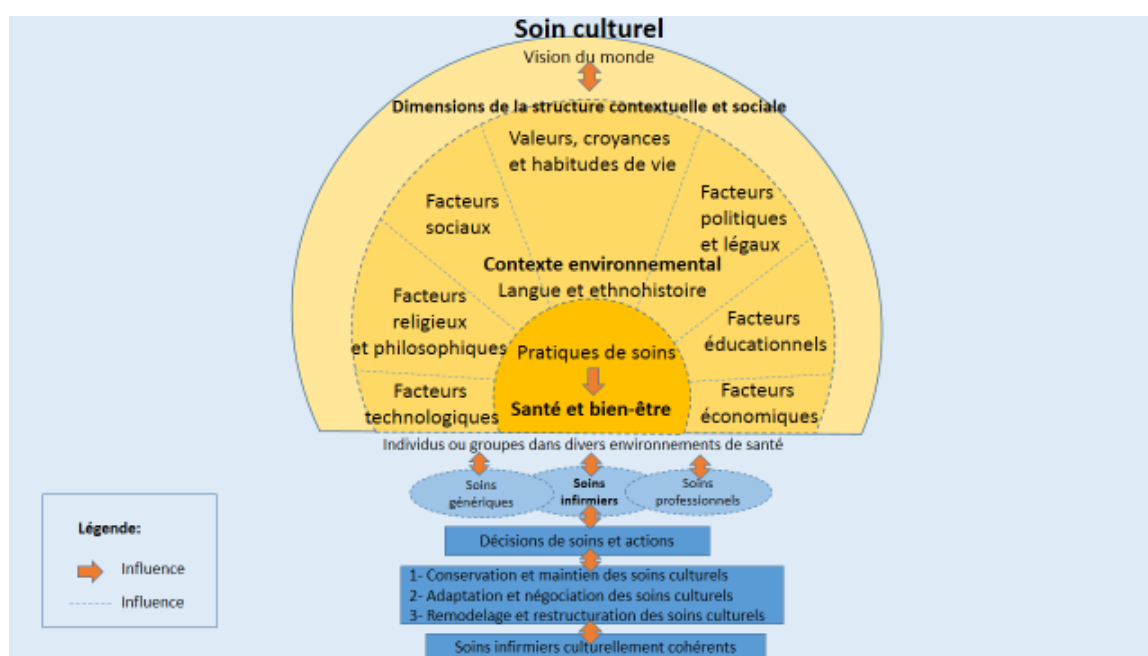 Soin culturel
Vision du monde
Dimensions de la structure contextuelle et sociale
Valeurs, croyances
et habitudes de vie
Facteurs
sociaux
Facteurs
politiques
et légaux
Contexte environnemental
Langue et ethnohistoire
Facteurs
religieux
et philosophiques
Facteurs
éducationnels
Pratiques de soins
Santé et bien-être
Facteurs
technologiques
Facteurs
économiques
Individus ou groupes dans divers environnements de santé
Soins
génériques
Soins
infirmiers
Soins
professionnels
Décisions de soins et actions
1- Conservation et maintien des soins culturels
2- Adaptation et négociation des soins culturels
3- Remodelage et restructuration des soins culturels
Soins infirmiers culturellement cohérents
Légende:
Influence
Influence